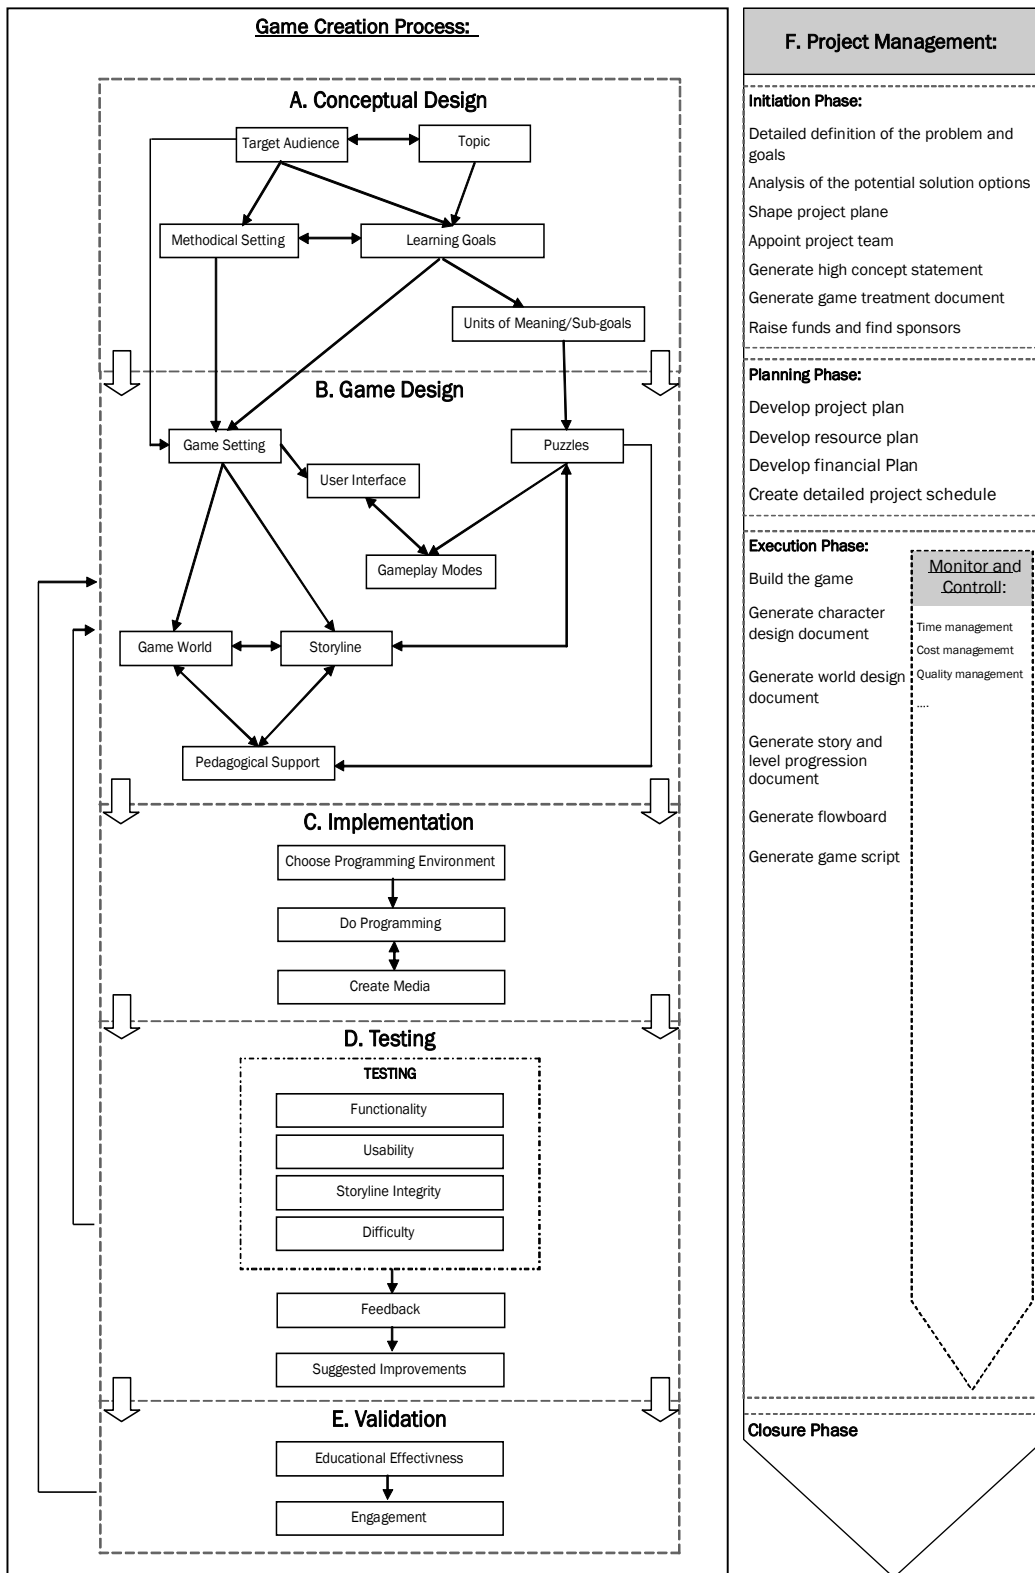 Game Creation Process:
A. Conceptual Design
Target Audience
Topic
Methodical Setting
Learning Goals
Units of Meaning/Sub-goals
B. Game Design
Game Setting
Puzzles
User Interface
Gameplay Modes
Game World
Storyline
Pedagogical Support
C. Implementation
Choose Programming Environment
Do Programming
Create Media
D. Testing
TESTING
Functionality
Usability
Storyline Integrity
Difficulty
Feedback
Suggested Improvements
E. Validation
Educational Effectivness
Engagement
F. Project Management:
Initiation Phase:
Detailed definition of the problem and
goals
Analysis of the potential solution options
Shape project plane
Appoint project team
Generate high concept statement
Generate game treatment document
Raise funds and find sponsors
Planning Phase:
Develop project plan
Develop resource plan
Develop financial Plan
Create detailed project schedule
Execution Phase:
Build the game
Generate character
design document
Generate world design
document
Generate story and
level progression
document
Generate flowboard
Generate game script
Monitor and
Controll:
Time management
Cost managememt
Quality management
....
Closure Phase